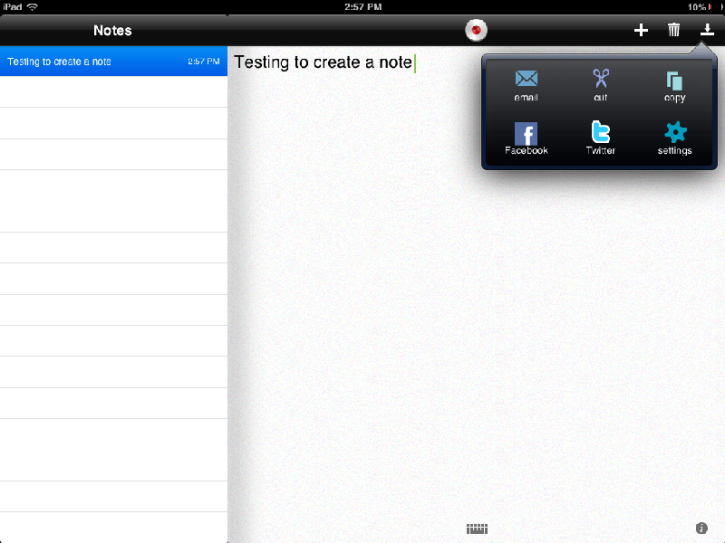 iPad 2:57 PM 10%
Notes
Testing to create a note 2:57 PM
Testing to create a note
email cut copy
Facebook Twitter settings